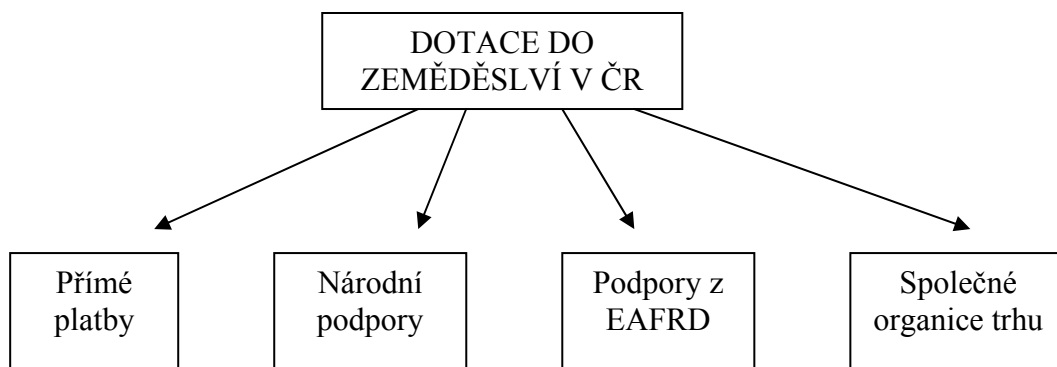 DOTACE DO
ZEMĚDĚSLVÍ V ČR
Přímé
platby
Národní
podpory
Podpory z
EAFRD
Společné
organice trhu